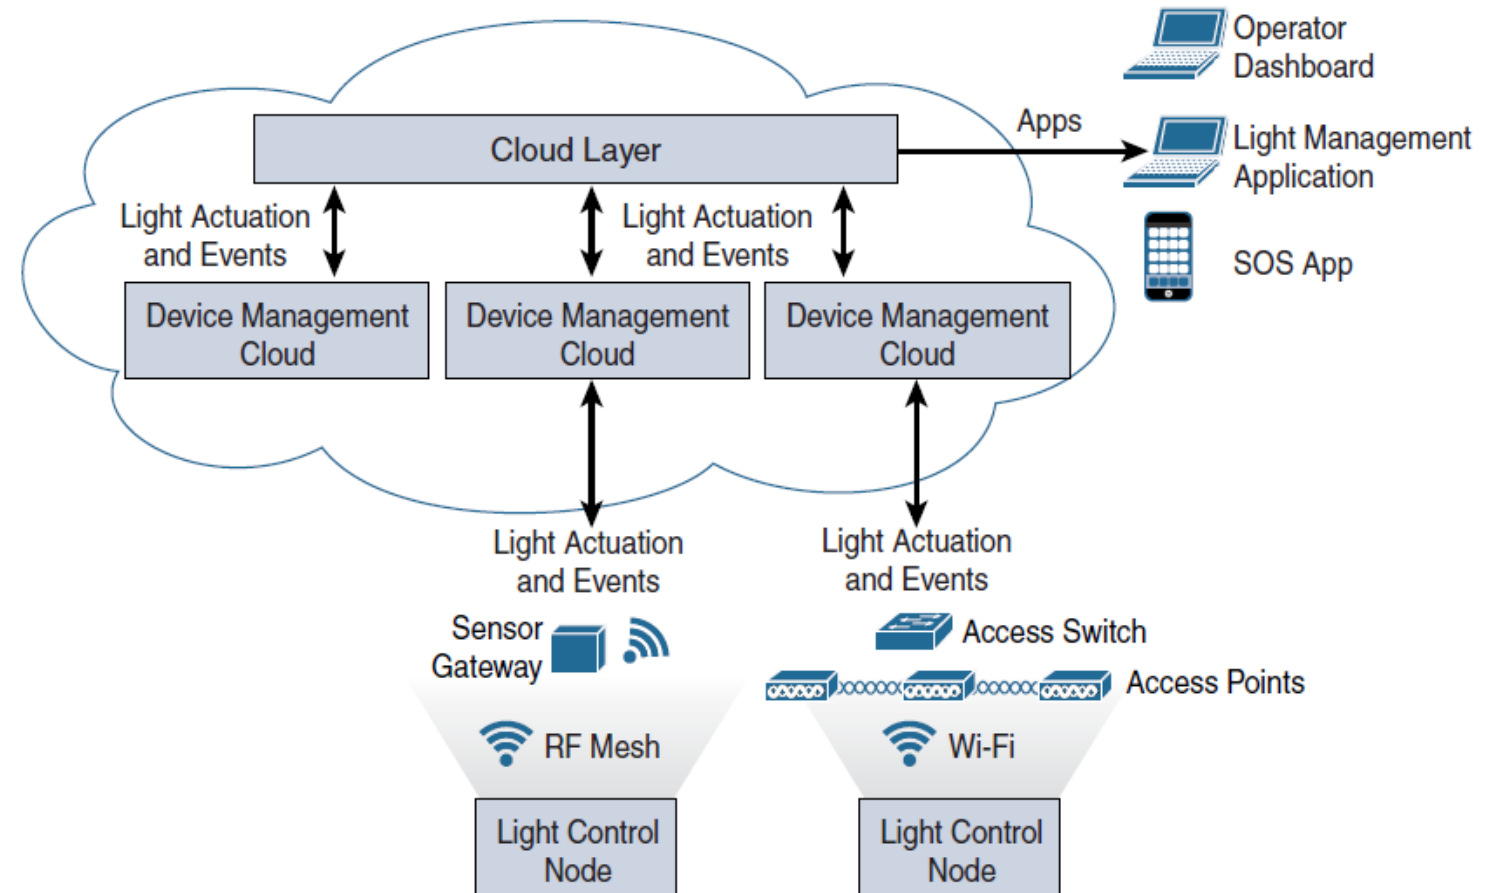 Operator
Dashboard
Apps
Cloud Layer
Light Management
Application
Light Actuation
and Events
Light Actuation
and Events
SOS App
Device Management
Cloud
Device Management
Cloud
Device Management
Cloud
Light Actuation
and Events
Light Actuation
and Events
Sensor
Gateway
Access Switch
Access Points
RF Mesh
Wi-Fi
Light Control
Node
Light Control
Node